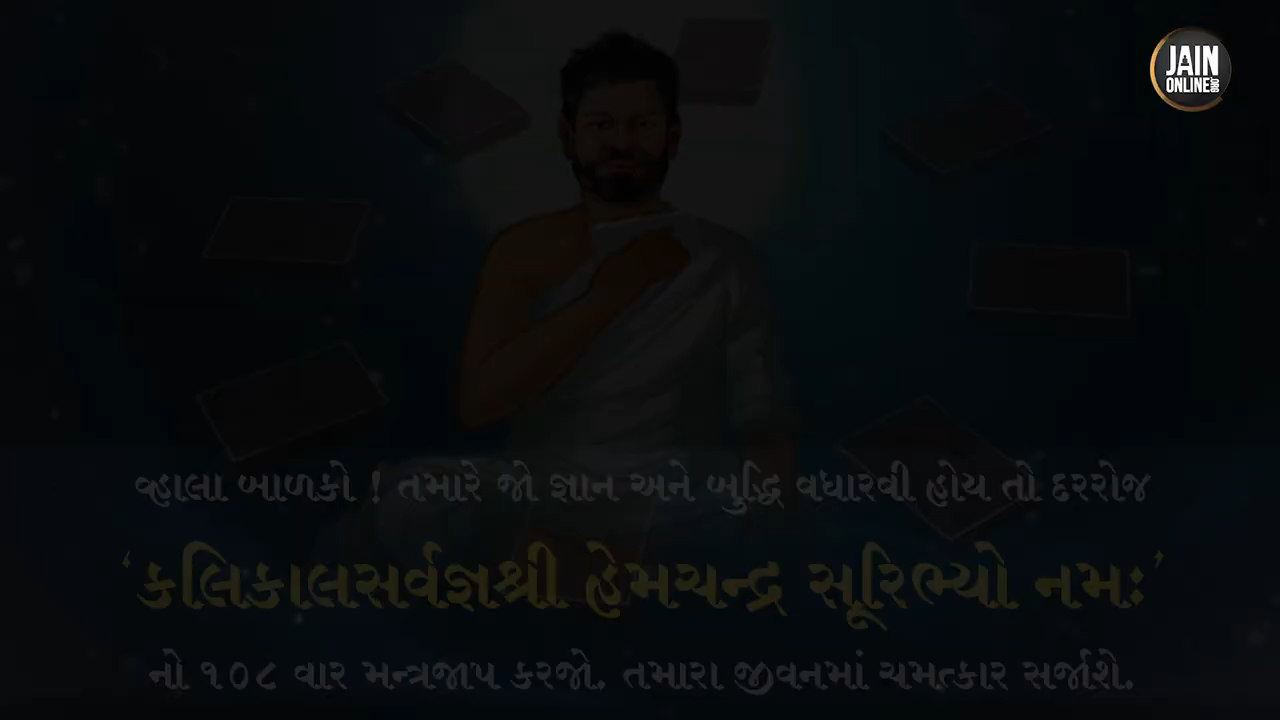 JAIN
ONLINE.ORG
વ્હાલા બાળકો ! તમારે જો જ્ઞાન અને બુદ્ધિ વધારવી હોય તો દરરોજ
‘કલિકાલસર્વજ્ઞશ્રી હેમચન્દ્ર સૂરિભ્યો નમઃ’
નો ૧૦૮ વાર મન્ત્રજાપ કરજો. તમારા જીવનમાં ચમત્કાર સર્જાશે.